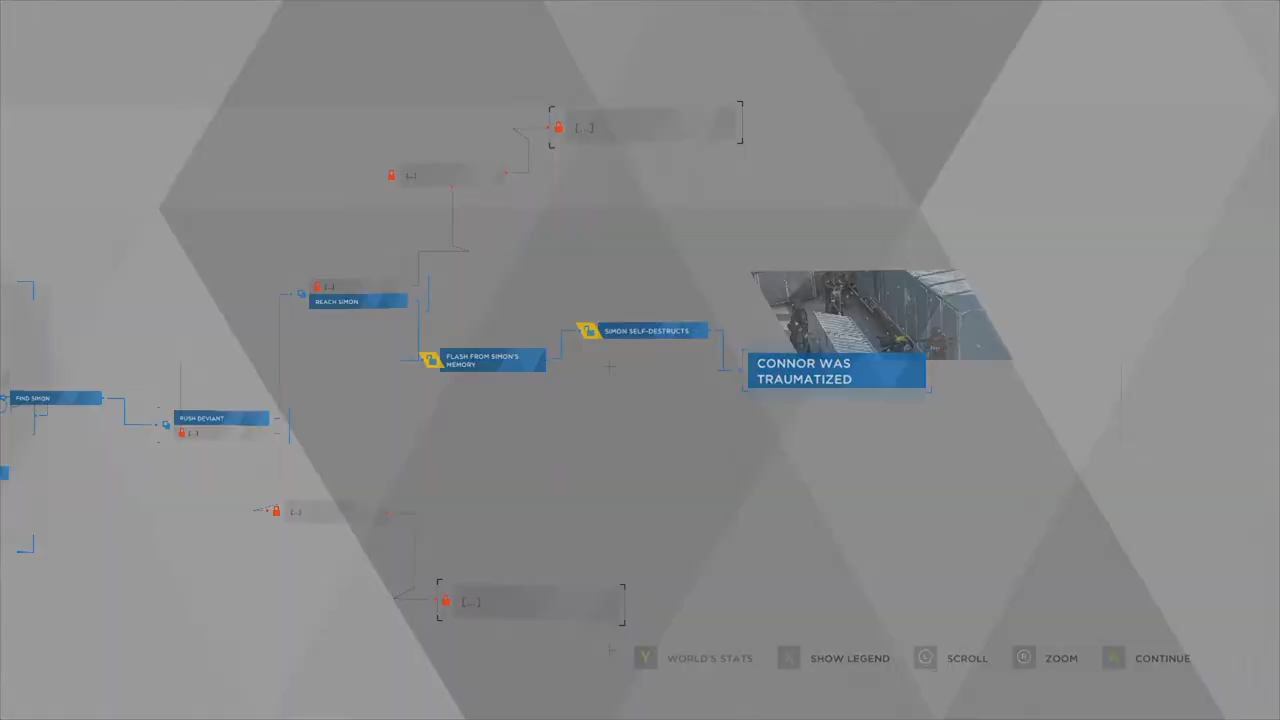 [...]
[...]
[...]
REACH SIMON
SIMON SELF-DESTRUCTS
FLASH FROM SIMON'S
MEMORY
CONNOR WAS
TRAUMATIZED
FIND SIMON
RUSH DEVIANT
[...]
[...]
[...]
Y WORLD'S STATS
X SHOW LEGEND
L SCROLL
R ZOOM
CONTINUE